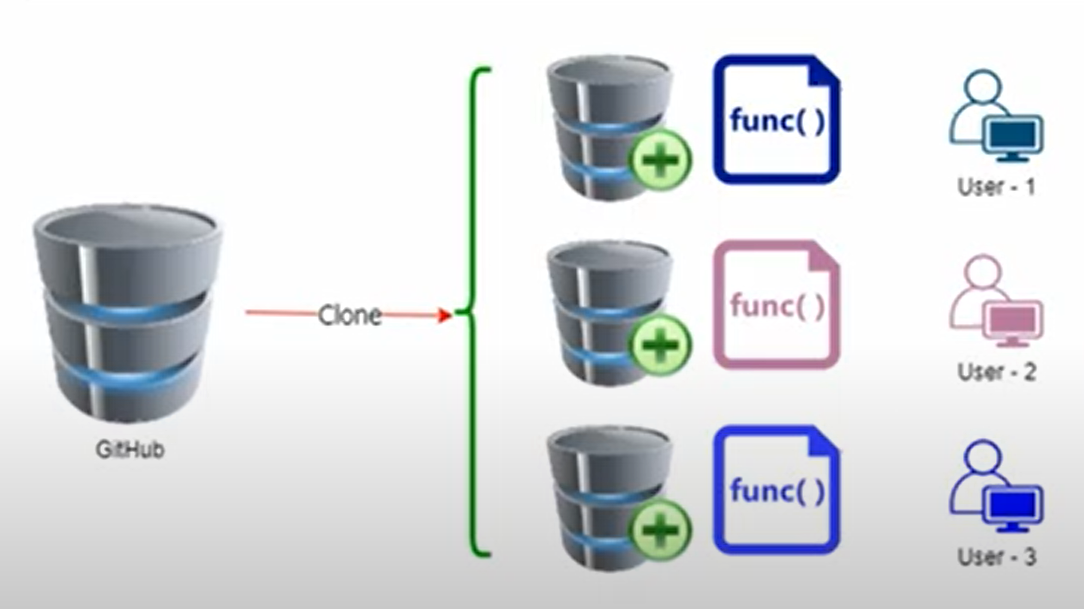 func( )
User - 1
Clone
func( )
User - 2
GitHub
func( )
User - 3